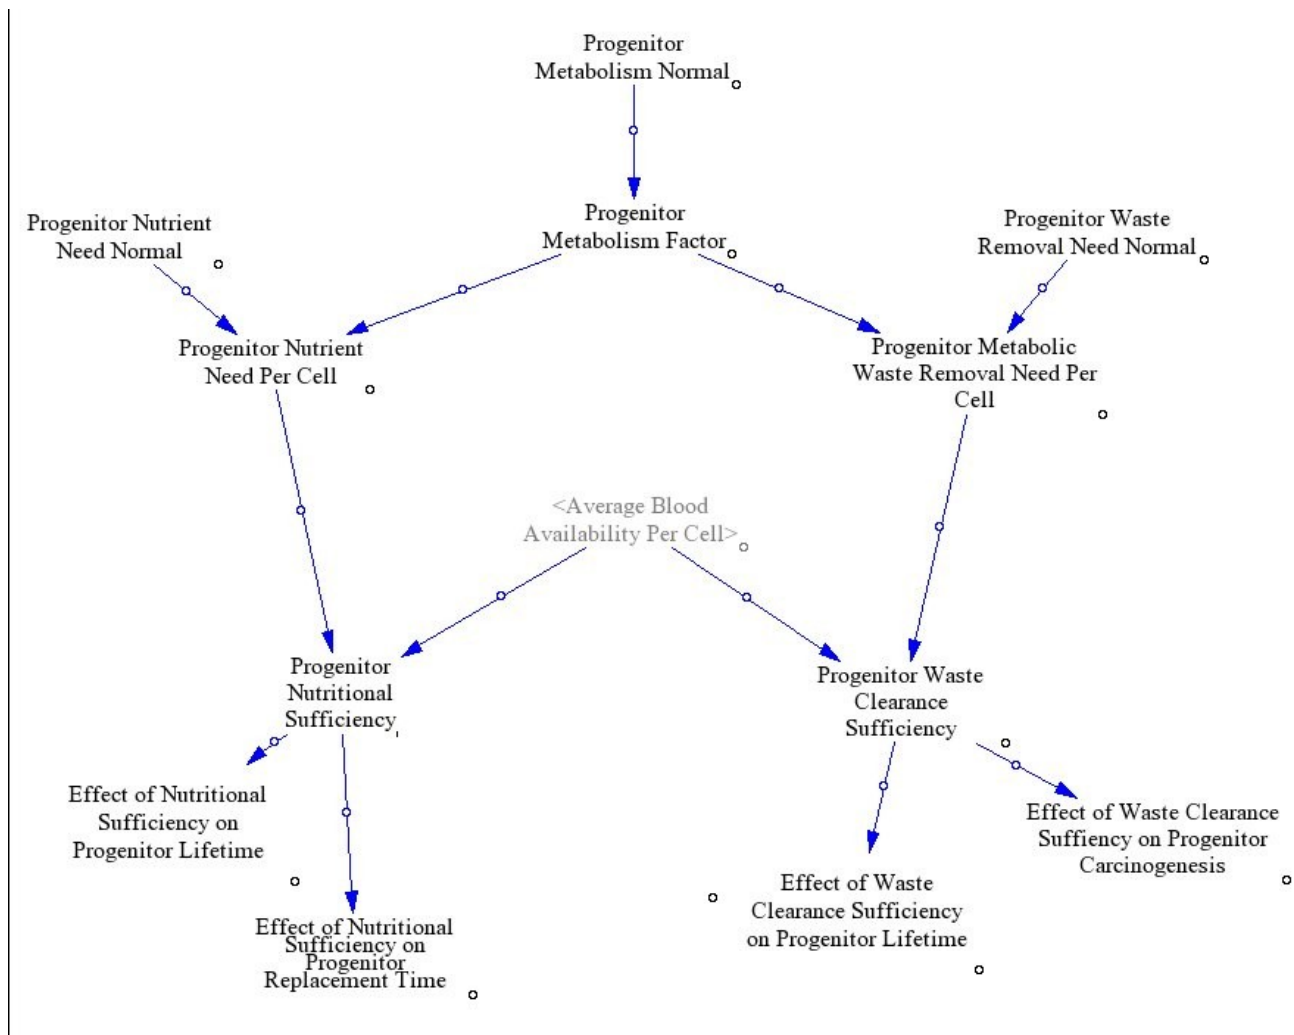 Progenitor
Metabolism Normal
Progenitor Nutrient
Need Normal
Progenitor
Metabolism Factor
Progenitor Waste
Removal Need Normal
Progenitor Nutrient
Need Per Cell
Progenitor Metabolic
Waste Removal Need Per
Cell
<Average Blood
Availability Per Cell>
Progenitor
Nutritional
Sufficiency
Progenitor Waste
Clearance
Sufficiency
Effect of Nutritional
Sufficiency on
Progenitor Lifetime
Effect of Nutritional
Sufficiency on
Progenitor
Replacement Time
Effect of Waste
Clearance Sufficiency
on Progenitor Lifetime
Effect of Waste Clearance
Suffiency on Progenitor
Carcinogenesis